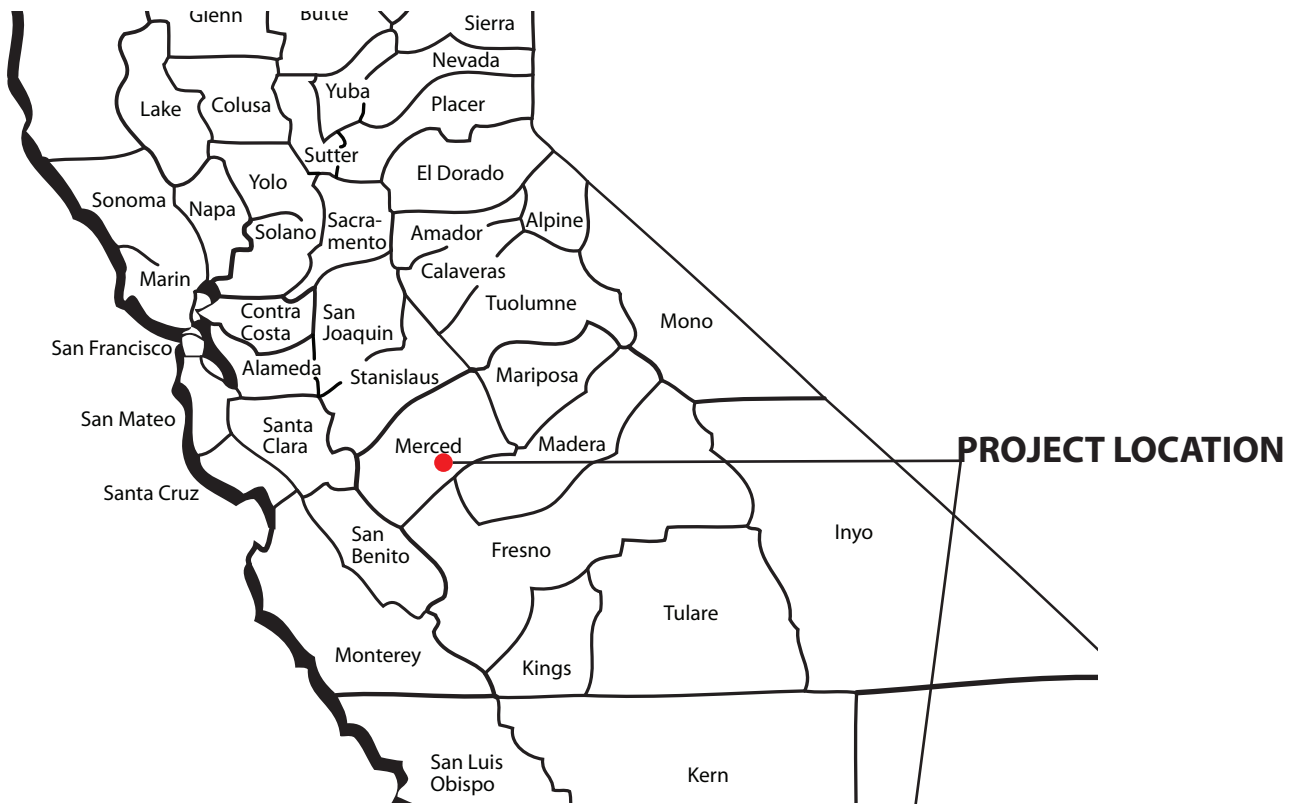 Glenn
Butte
Sierra
Nevada
Yuba
Placer
Lake
Colusa
Sutter
El Dorado
Yolo
Sonoma
Napa
Solano
Sacra-
mento
Amador
Alpine
Marin
Calaveras
Tuolumne
Contra
Costa
San
Joaquin
Mono
San Francisco
Alameda
Stanislaus
Mariposa
San Mateo
Santa
Clara
Merced
Madera
PROJECT LOCATION
Santa Cruz
San
Benito
Fresno
Inyo
Tulare
Monterey
Kings
San Luis
Obispo
Kern